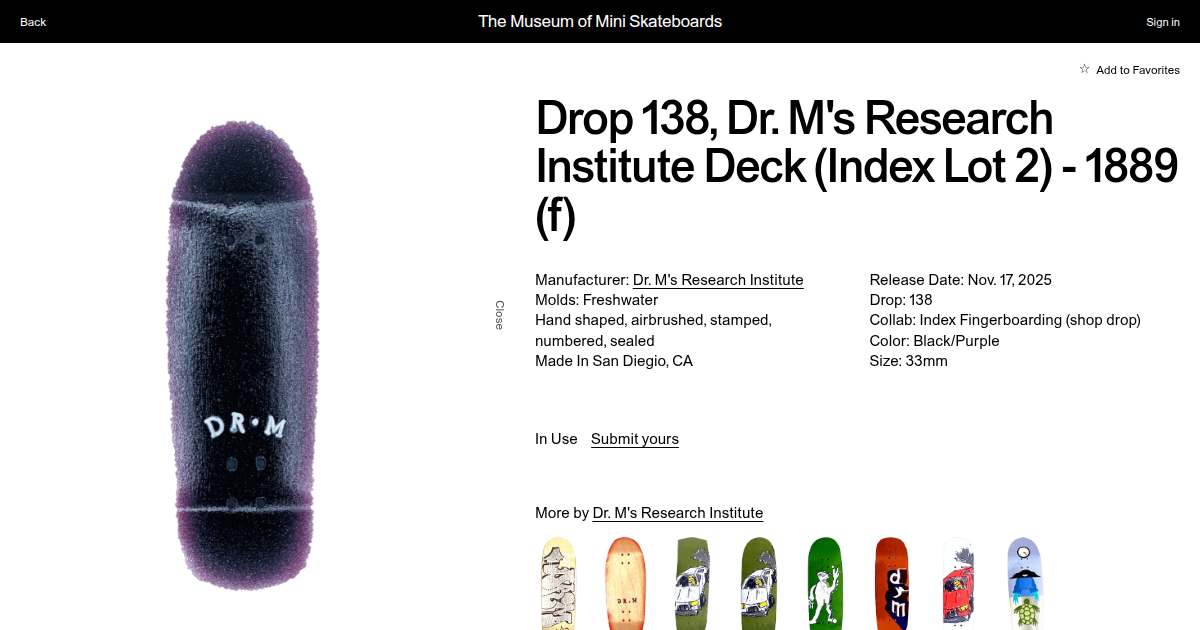 Back
The Museum of Mini Skateboards
Sign in
☆ Add to Favorites
Drop 138, Dr. M's Research
Institute Deck (Index Lot 2) - 1889
(f)
Manufacturer: Dr. M's Research Institute
Molds: Freshwater
Hand shaped, airbrushed, stamped,
numbered, sealed
Made In San Diegio, CA
Release Date: Nov. 17, 2025
Drop: 138
Collab: Index Fingerboarding (shop drop)
Color: Black/Purple
Size: 33mm
Close
DR•M
In Use Submit yours
More by Dr. M's Research Institute
DR•M